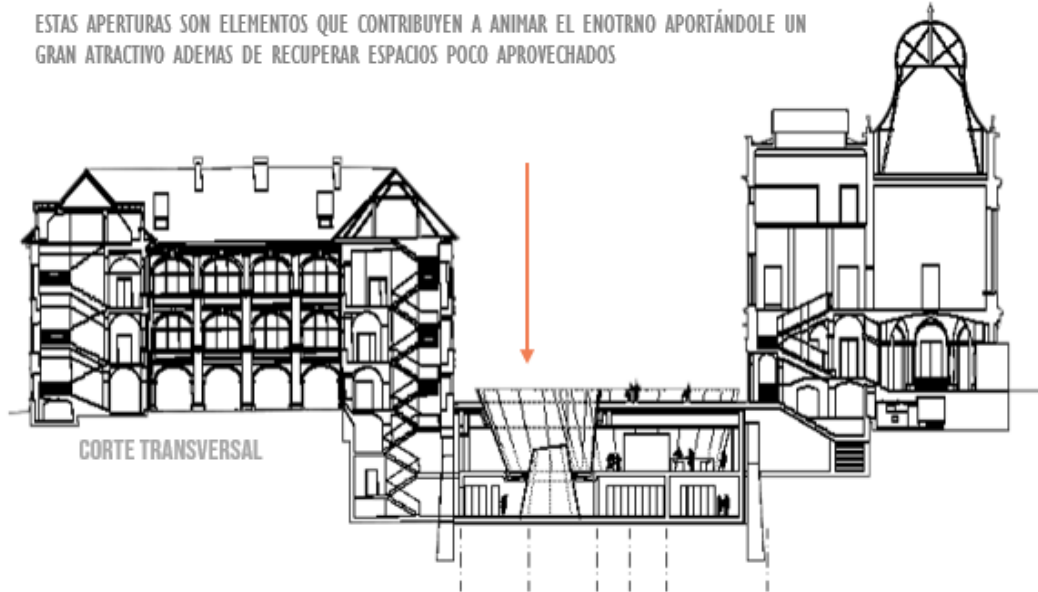 ESTAS APERTURAS SON ELEMENTOS QUE CONTRIBUYEN A ANIMAR EL ENOTRNO APORTÁNDOLE UN
GRAN ATRACTIVO ADEMAS DE RECUPERAR ESPACIOS POCO APROVECHADOS
CORTE TRANSVERSAL